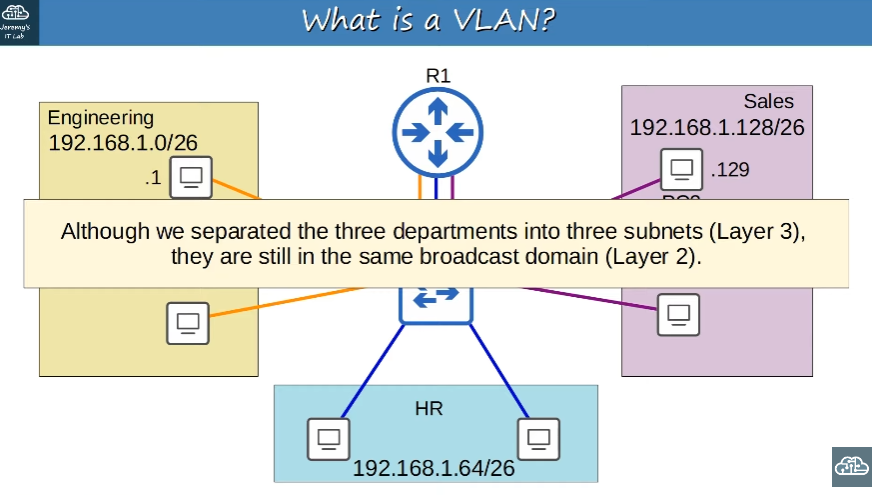 Jeremy's
IT Lab
What is a VLAN?
R1
Engineering
192.168.1.0/26
.1
Sales
192.168.1.128/26
.129
Although we separated the three departments into three subnets (Layer 3),
they are still in the same broadcast domain (Layer 2).
HR
192.168.1.64/26